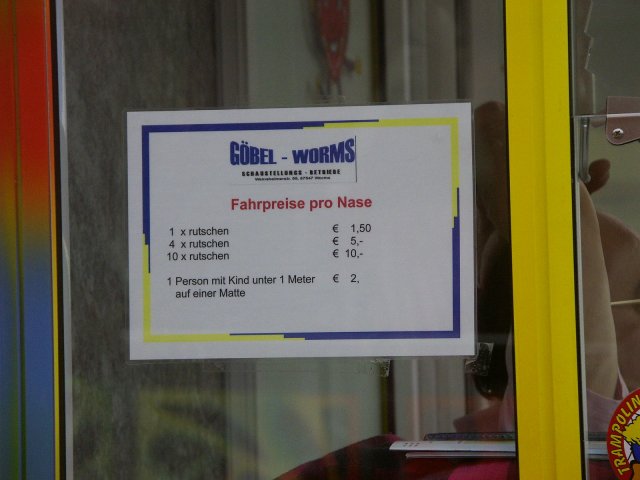 GÖBEL - WORMS
SCHAUSTELLUNGS - BETRIEBE
Fahrpreise pro Nase
1 x rutschen € 1,50
4 x rutschen € 5,-
10 x rutschen € 10,-
1 Person mit Kind unter 1 Meter € 2,
auf einer Matte
TRAMPOLIN